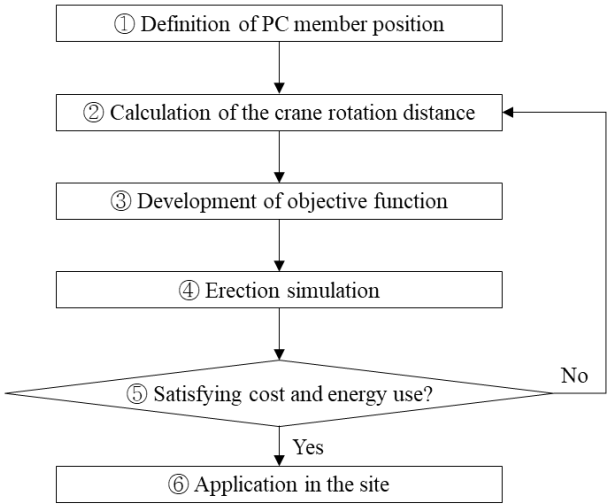 ① Definition of PC member position
② Calculation of the crane rotation distance
③ Development of objective function
④ Erection simulation
⑤ Satisfying cost and energy use?
No
Yes
⑥ Application in the site